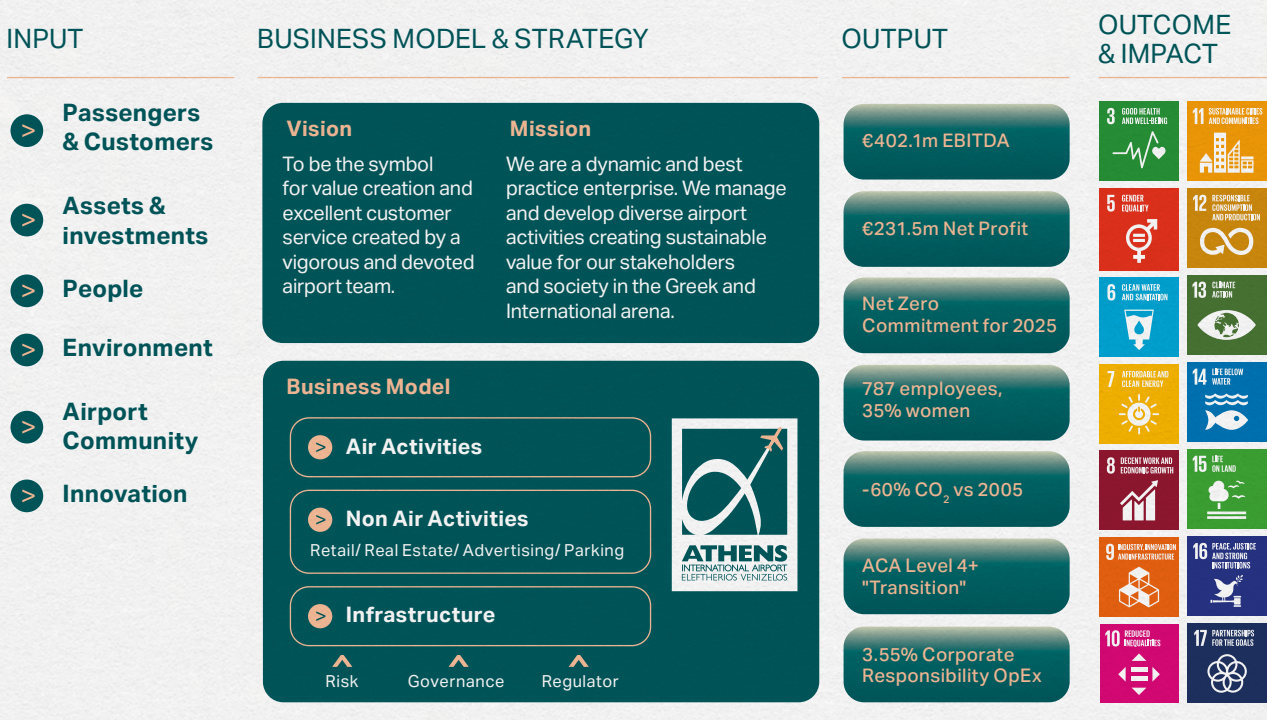 INPUT
Passengers
& Customers
Assets &
investments
People
Environment
Airport
Community
Innovation
BUSINESS MODEL & STRATEGY
Vision
To be the symbol
for value creation and
excellent customer
service created by a
vigorous and devoted
airport team.
Mission
We are a dynamic and best
practice enterprise. We manage
and develop diverse airport
activities creating sustainable
value for our stakeholders
and society in the Greek and
International arena.
Business Model
Air Activities
Non Air Activities
Retail/ Real Estate/ Advertising/ Parking
Infrastructure
Risk
Governance
Regulator
ATHENS
INTERNATIONAL AIRPORT
ELEFTHERIOS VENIZELOS
OUTPUT
€402.1m EBITDA
€231.5m Net Profit
Net Zero
Commitment for 2025
787 employees,
35% women
-60% CO₂ vs 2005
ACA Level 4+
"Transition"
3.55% Corporate
Responsibility OpEx
OUTCOME
& IMPACT
3 GOOD HEALTH
AND WELL-BEING
11 SUSTAINABLE CITIES
AND COMMUNITIES
5 GENDER
EQUALITY
12 RESPONSIBLE
CONSUMPTION
AND PRODUCTION
6 CLEAN WATER
AND SANITATION
13 CLIMATE
ACTION
7 AFFORDABLE AND
CLEAN ENERGY
14 LIFE BELOW
WATER
8 DECENT WORK AND
ECONOMIC GROWTH
15 LIFE
ON LAND
9 INDUSTRY, INNOVATION
AND INFRASTRUCTURE
16 PEACE, JUSTICE
AND STRONG
INSTITUTIONS
10 REDUCED
INEQUALITIES
17 PARTNERSHIPS
FOR THE GOALS